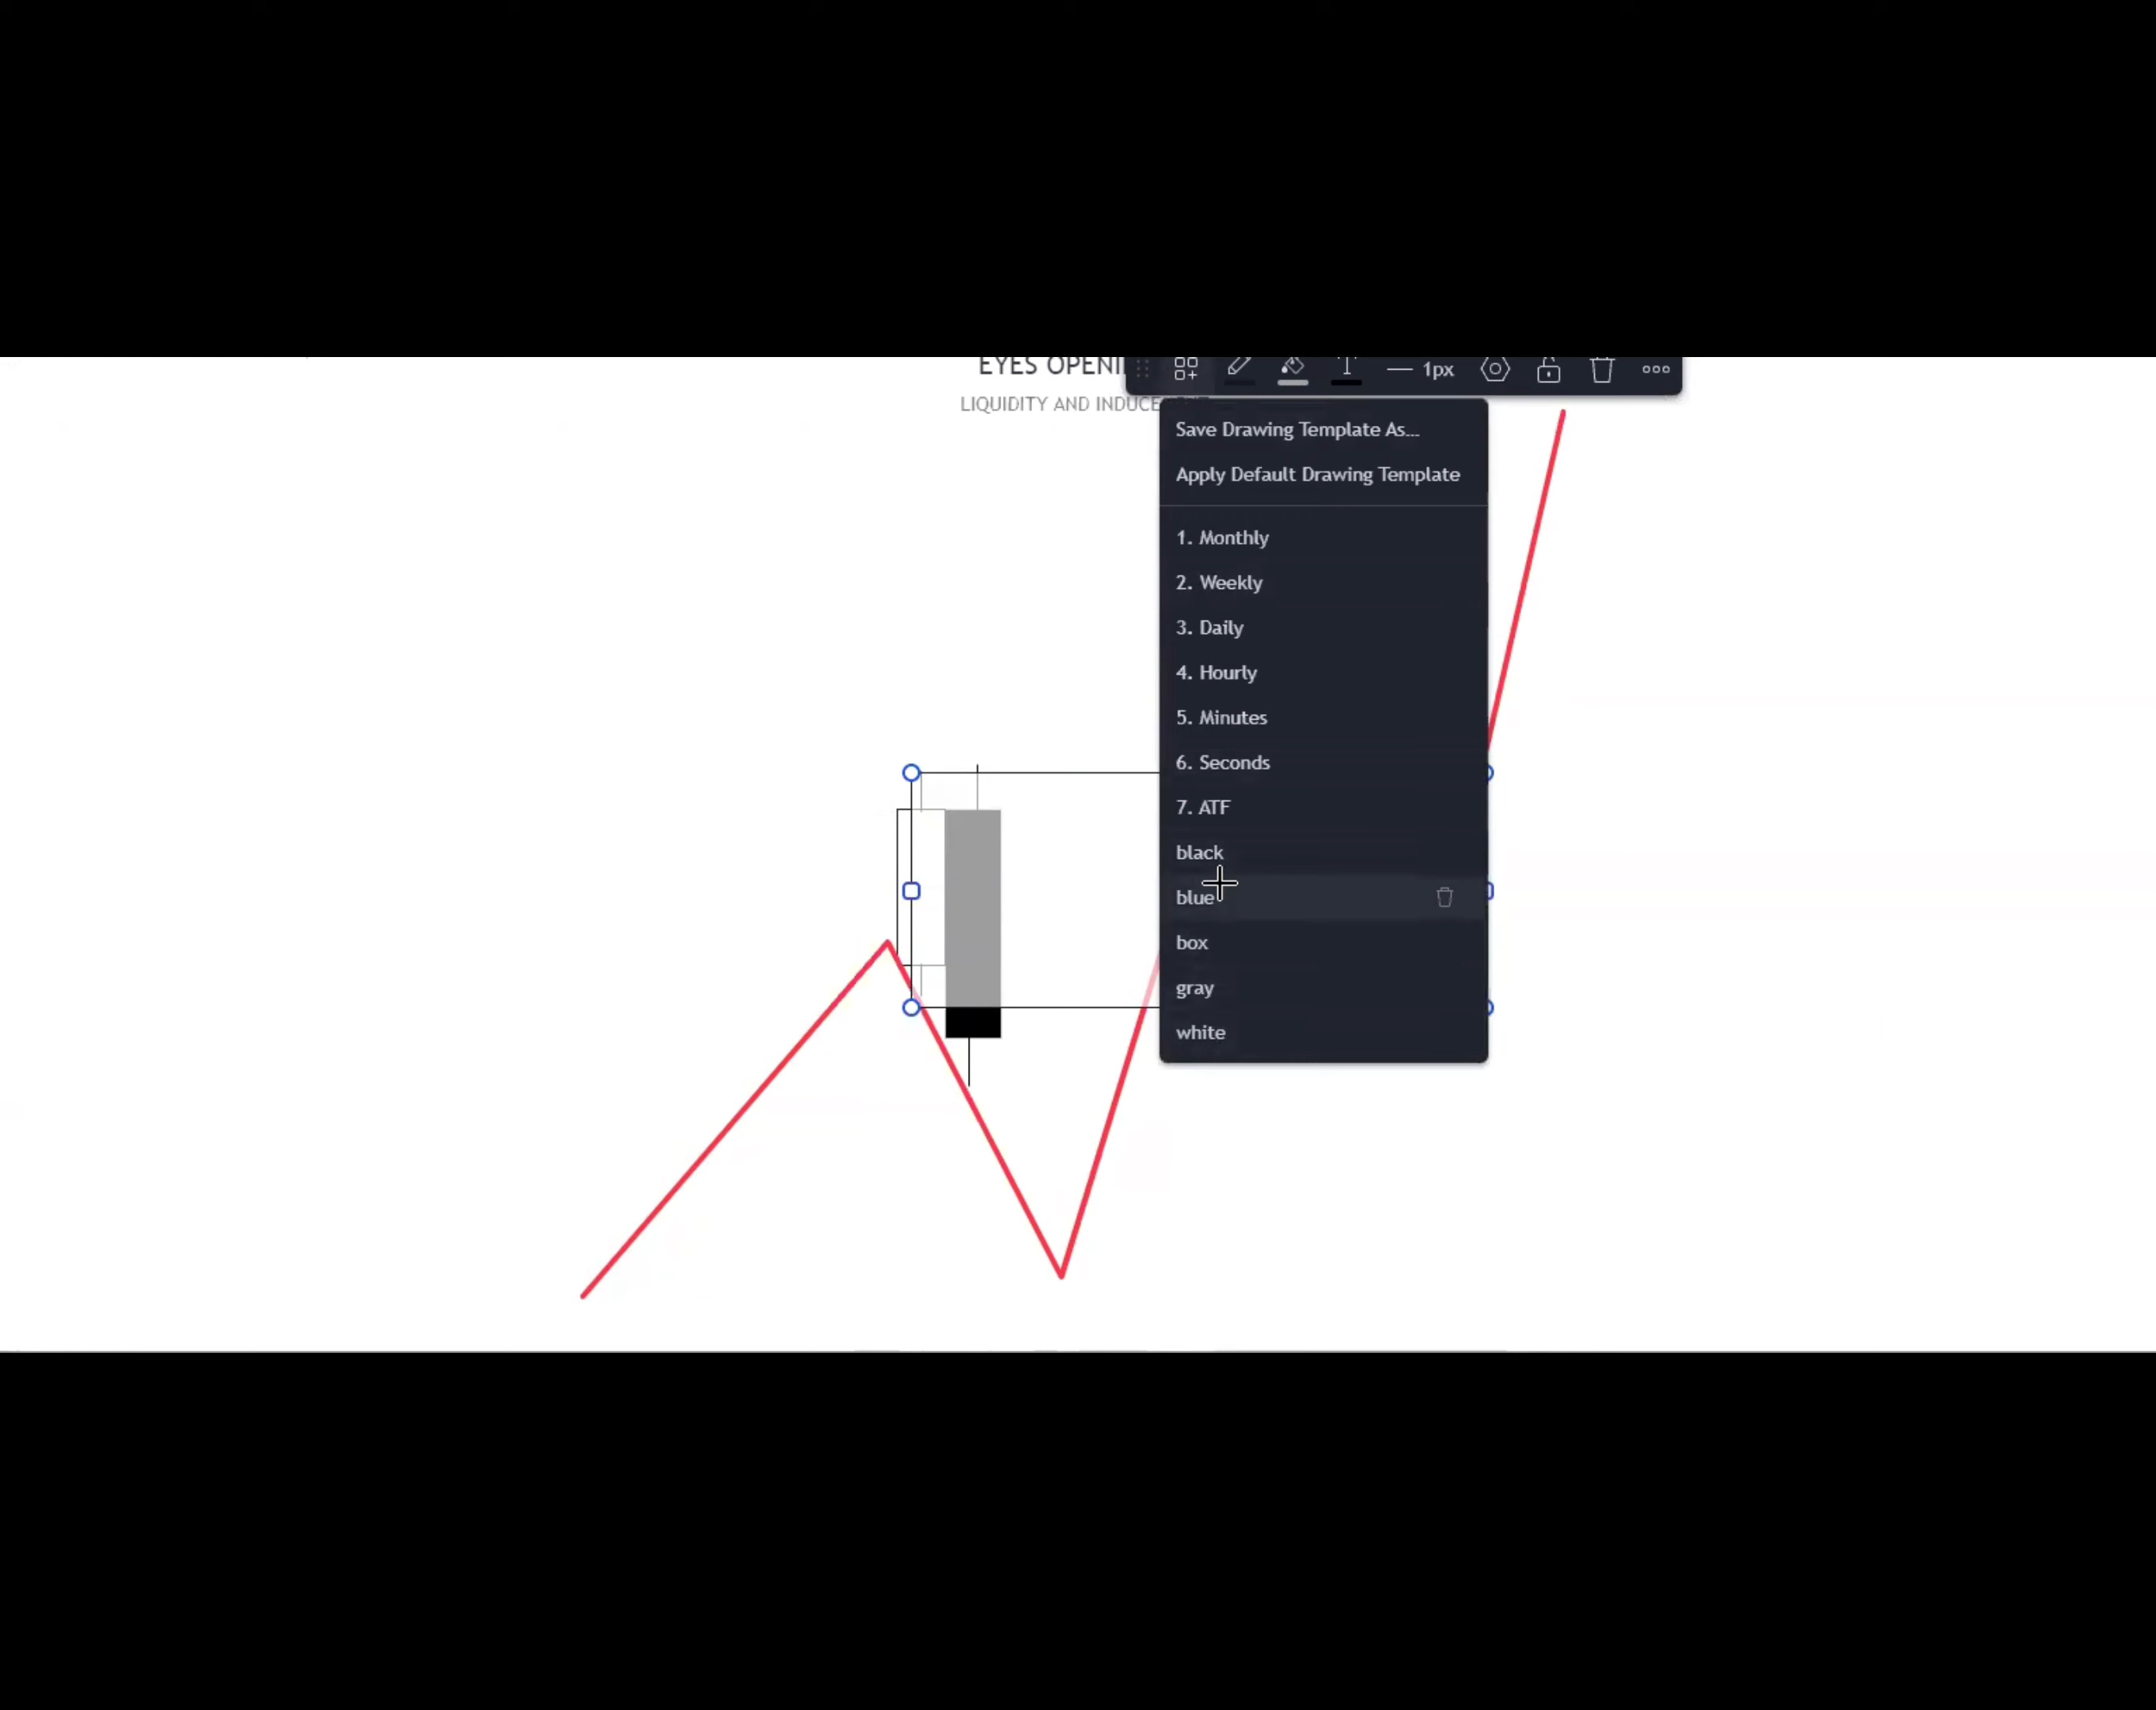 EYES OPENI
1px
LIQUIDITY AND INDUCE
Save Drawing Template As...
Apply Default Drawing Template
1. Monthly
2. Weekly
3. Daily
4. Hourly
5. Minutes
6. Seconds
7. ATF
black
blue
box
gray
white